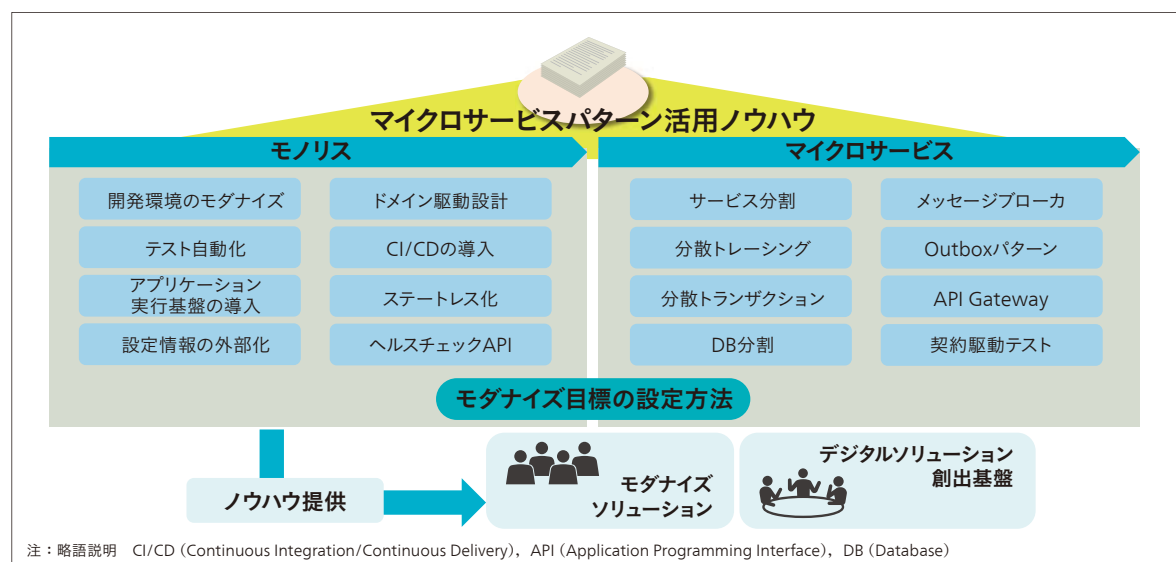 マイクロサービスパターン活用ノウハウ
モノリス
マイクロサービス
開発環境のモダナイズ
ドメイン駆動設計
テスト自動化
CI/CDの導入
アプリケーション
実行基盤の導入
ステートレス化
設定情報の外部化
ヘルスチェックAPI
サービス分割
メッセージブローカ
分散トレーシング
Outboxパターン
分散トランザクション
API Gateway
DB分割
契約駆動テスト
モダナイズ目標の設定方法
ノウハウ提供
モダナイズ
ソリューション
デジタルソリューション
創出基盤
注：略語説明　CI/CD（Continuous Integration/Continuous Delivery），API（Application Programming Interface），DB（Database）